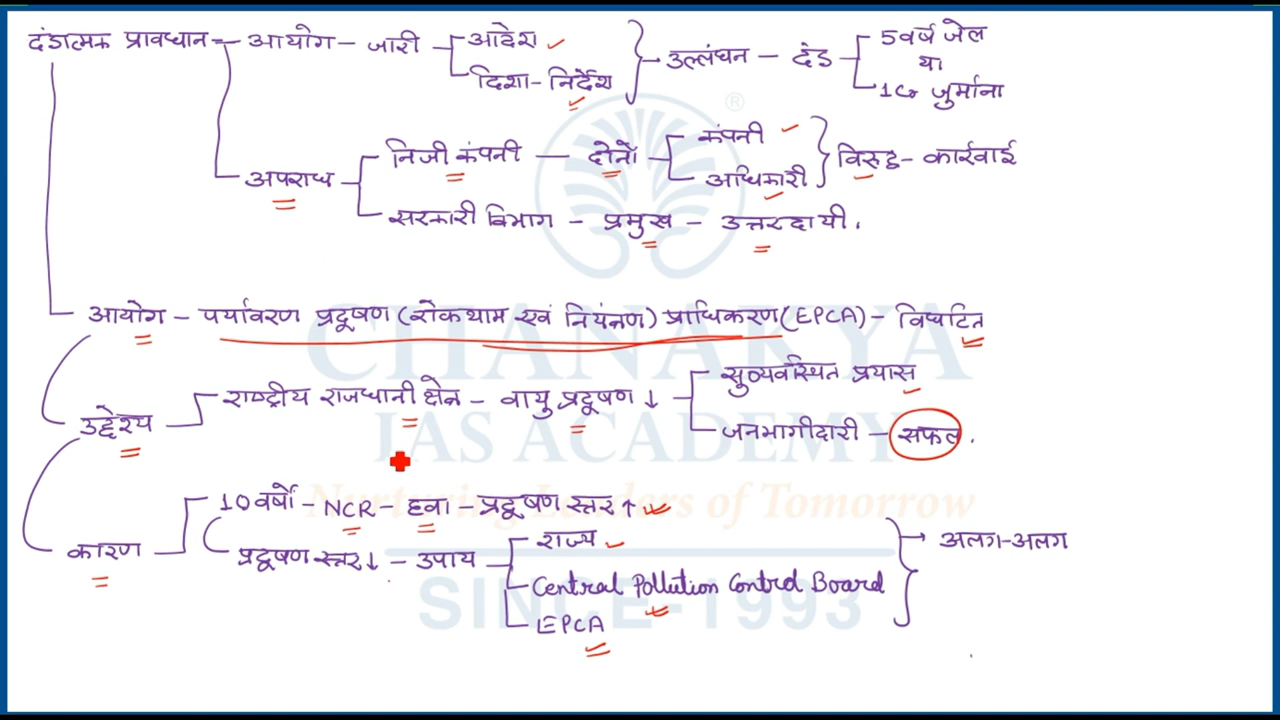 दंडात्मक प्रावधान - आयोग - जारी - आदेश
दिशा-निर्देश
उल्लंघन - दंड - 5 वर्ष जेल
या
1Cr जुर्माना
अपराध - निजी कंपनी - दोनों - कंपनी
अधिकारी
विरुद्ध - कार्रवाई
सरकारी विभाग - प्रमुख - उत्तरदायी.
आयोग - पर्यावरण प्रदूषण (रोकथाम एवं नियंत्रण) प्राधिकरण (EPCA) - विघटित
उद्देश्य - राष्ट्रीय राजधानी क्षेत्र - वायु प्रदूषण ↓ - सुव्यवस्थित प्रयास
जनभागीदारी - सफल.
कारण - 10 वर्षों - NCR - हवा - प्रदूषण स्तर ↑
प्रदूषण स्तर ↓ - उपाय - राज्य
Central Pollution Control Board
EPCA
→ अलग-अलग
®
CHANAKYA
IAS ACADEMY
Nurturing Leaders of Tomorrow
SINCE-1993